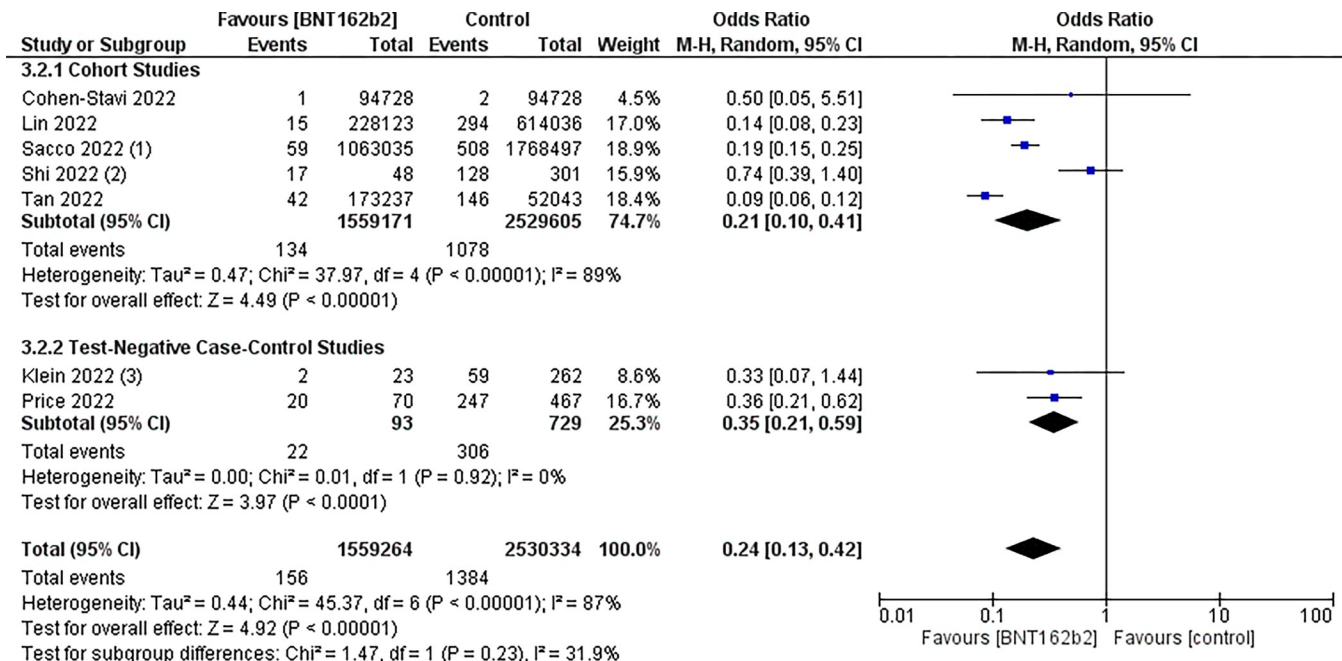 Favours [BNT162b2] Control Odds Ratio Odds Ratio
Study or Subgroup Events Total Events Total Weight M-H, Random, 95% CI M-H, Random, 95% CI
3.2.1 Cohort Studies
Cohen-Stavi 2022 1 94728 2 94728 4.5% 0.50 [0.05, 5.51]
Lin 2022 15 228123 294 614036 17.0% 0.14 [0.08, 0.23]
Sacco 2022 (1) 59 1063035 508 1768497 18.9% 0.19 [0.15, 0.25]
Shi 2022 (2) 17 48 128 301 15.9% 0.74 [0.39, 1.40]
Tan 2022 42 173237 146 52043 18.4% 0.09 [0.06, 0.12]
Subtotal (95% CI) 1559171 2529605 74.7% 0.21 [0.10, 0.41]
Total events 134 1078
Heterogeneity: Tau² = 0.47; Chi² = 37.97, df = 4 (P < 0.00001); I² = 89%
Test for overall effect: Z = 4.49 (P < 0.00001)
3.2.2 Test-Negative Case-Control Studies
Klein 2022 (3) 2 23 59 262 8.6% 0.33 [0.07, 1.44]
Price 2022 20 70 247 467 16.7% 0.36 [0.21, 0.62]
Subtotal (95% CI) 93 729 25.3% 0.35 [0.21, 0.59]
Total events 22 306
Heterogeneity: Tau² = 0.00; Chi² = 0.01, df = 1 (P = 0.92); I² = 0%
Test for overall effect: Z = 3.97 (P < 0.0001)
Total (95% CI) 1559264 2530334 100.0% 0.24 [0.13, 0.42]
Total events 156 1384
Heterogeneity: Tau² = 0.44; Chi² = 45.37, df = 6 (P < 0.00001); I² = 87%
Test for overall effect: Z = 4.92 (P < 0.00001)
Test for subgroup differences: Chi² = 1.47, df = 1 (P = 0.23), I² = 31.9%
0.01 0.1 1 10 100
Favours [BNT162b2] Favours [control]